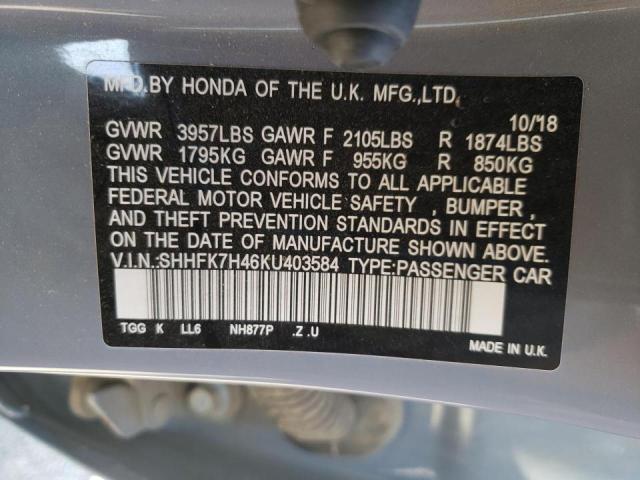 MFD.BY HONDA OF THE U.K. MFG.,LTD.
10/18
GVWR 3957LBS GAWR F 2105LBS R 1874LBS
GVWR 1795KG GAWR F 955KG R 850KG
THIS VEHICLE CONFORMS TO ALL APPLICABLE
FEDERAL MOTOR VEHICLE SAFETY , BUMPER ,
AND THEFT PREVENTION STANDARDS IN EFFECT
ON THE DATE OF MANUFACTURE SHOWN ABOVE.
V.I.N.:SHHFK7H46KU403584 TYPE:PASSENGER CAR
TGG K LL6 NH877P .Z .U
MADE IN U.K.